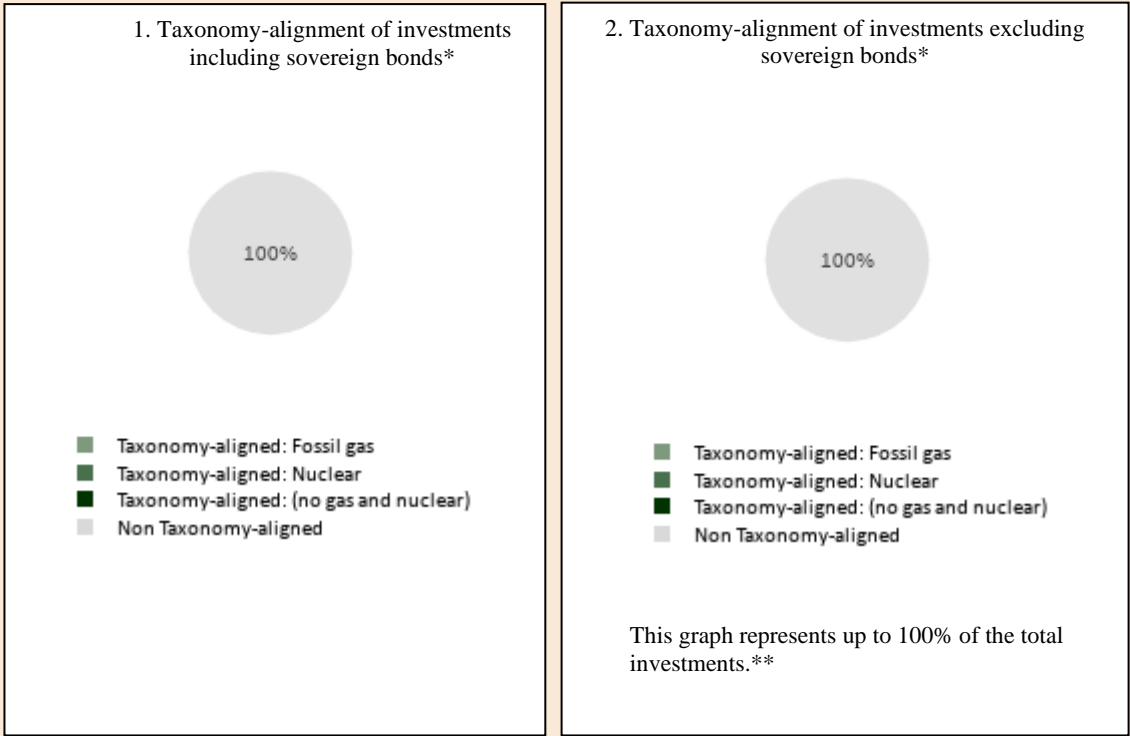 1. Taxonomy-alignment of investments
including sovereign bonds*
100%
Taxonomy-aligned: Fossil gas
Taxonomy-aligned: Nuclear
Taxonomy-aligned: (no gas and nuclear)
Non Taxonomy-aligned
2. Taxonomy-alignment of investments excluding
sovereign bonds*
100%
Taxonomy-aligned: Fossil gas
Taxonomy-aligned: Nuclear
Taxonomy-aligned: (no gas and nuclear)
Non Taxonomy-aligned
This graph represents up to 100% of the total
investments.**